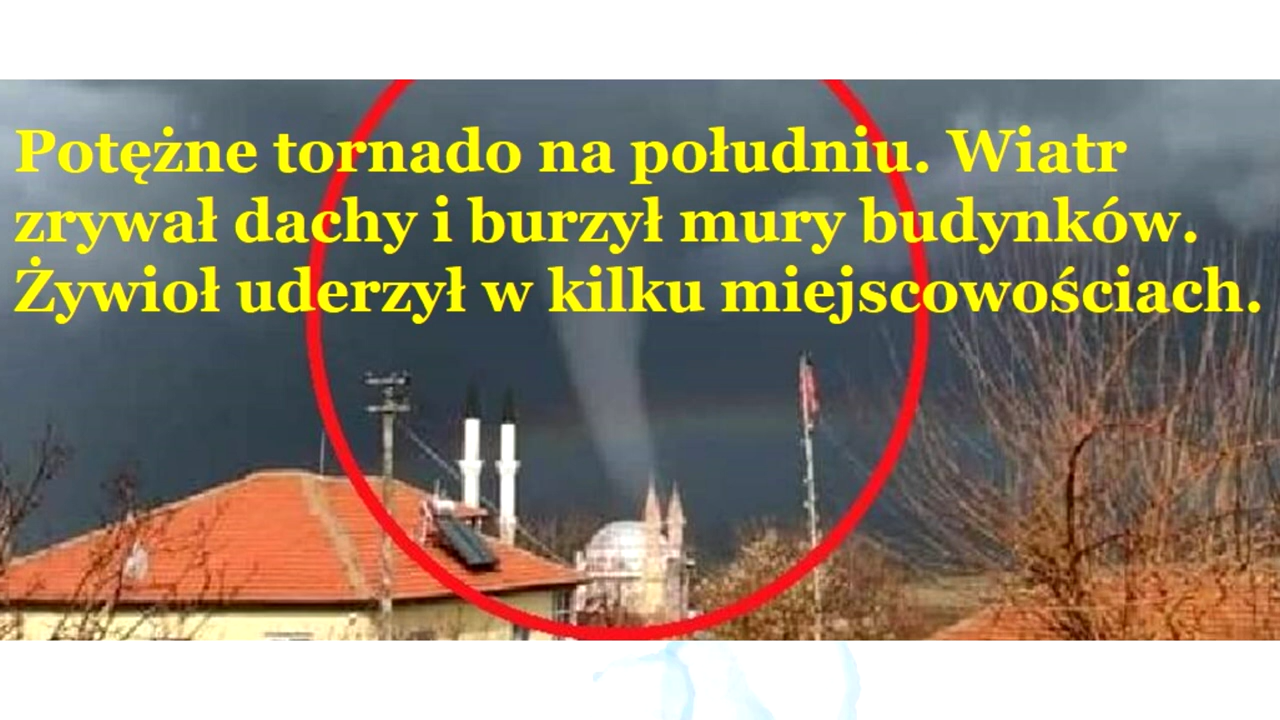 Potężne tornado na południu. Wiatr
zrywał dachy i burzył mury budynków.
Żywioł uderzył w kilku miejscowościach.